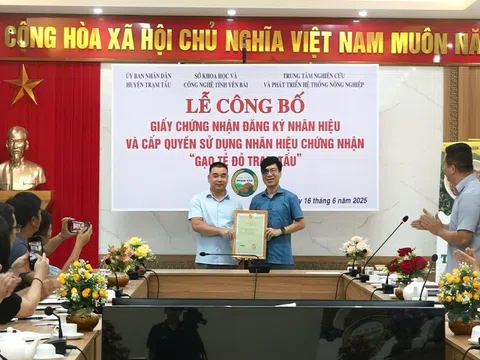 CỘNG HÒA XÃ HỘI CHỦ NGHĨA VIỆT NAM MUÔN N
ỦY BAN NHÂN DÂN
HUYỆN TRẠM TẤU
SỞ KHOA HỌC VÀ
CÔNG NGHỆ TỈNH YÊN BÁI
TRUNG TÂM NGHIÊN CỨU
VÀ PHÁT TRIỂN HỆ THỐNG NÔNG NGHIỆP
LỄ CÔNG BỐ
GIẤY CHỨNG NHẬN ĐĂNG KÝ NHÃN HIỆU
VÀ CẤP QUYỀN SỬ DỤNG NHÃN HIỆU CHỨNG NHẬN
“GẠO TẺ ĐỎ TRẠM TẤU”
16 tháng 6 năm 2025